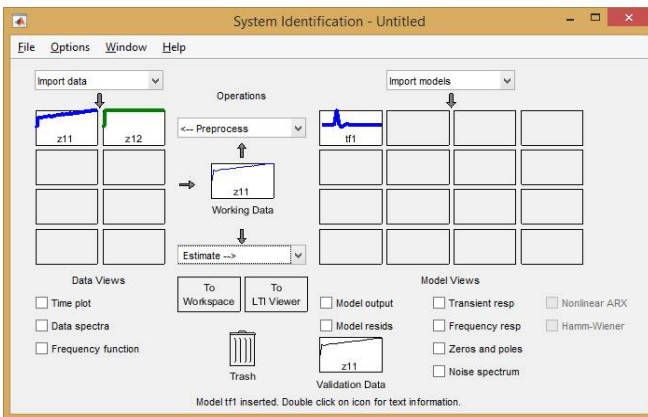 System Identification - Untitled
File Options Window Help
Import data
Import models
Operations
z11 z12
<-- Preprocess
tf1
z11
Working Data
Estimate -->
Data Views
To Workspace
To LTI Viewer
Model Views
Time plot
Data spectra
Frequency function
Model output
Model resids
Transient resp
Frequency resp
Zeros and poles
Noise spectrum
Nonlinear ARX
Hamm-Wiener
Trash
z11
Validation Data
Model tf1 inserted. Double click on icon for text information.